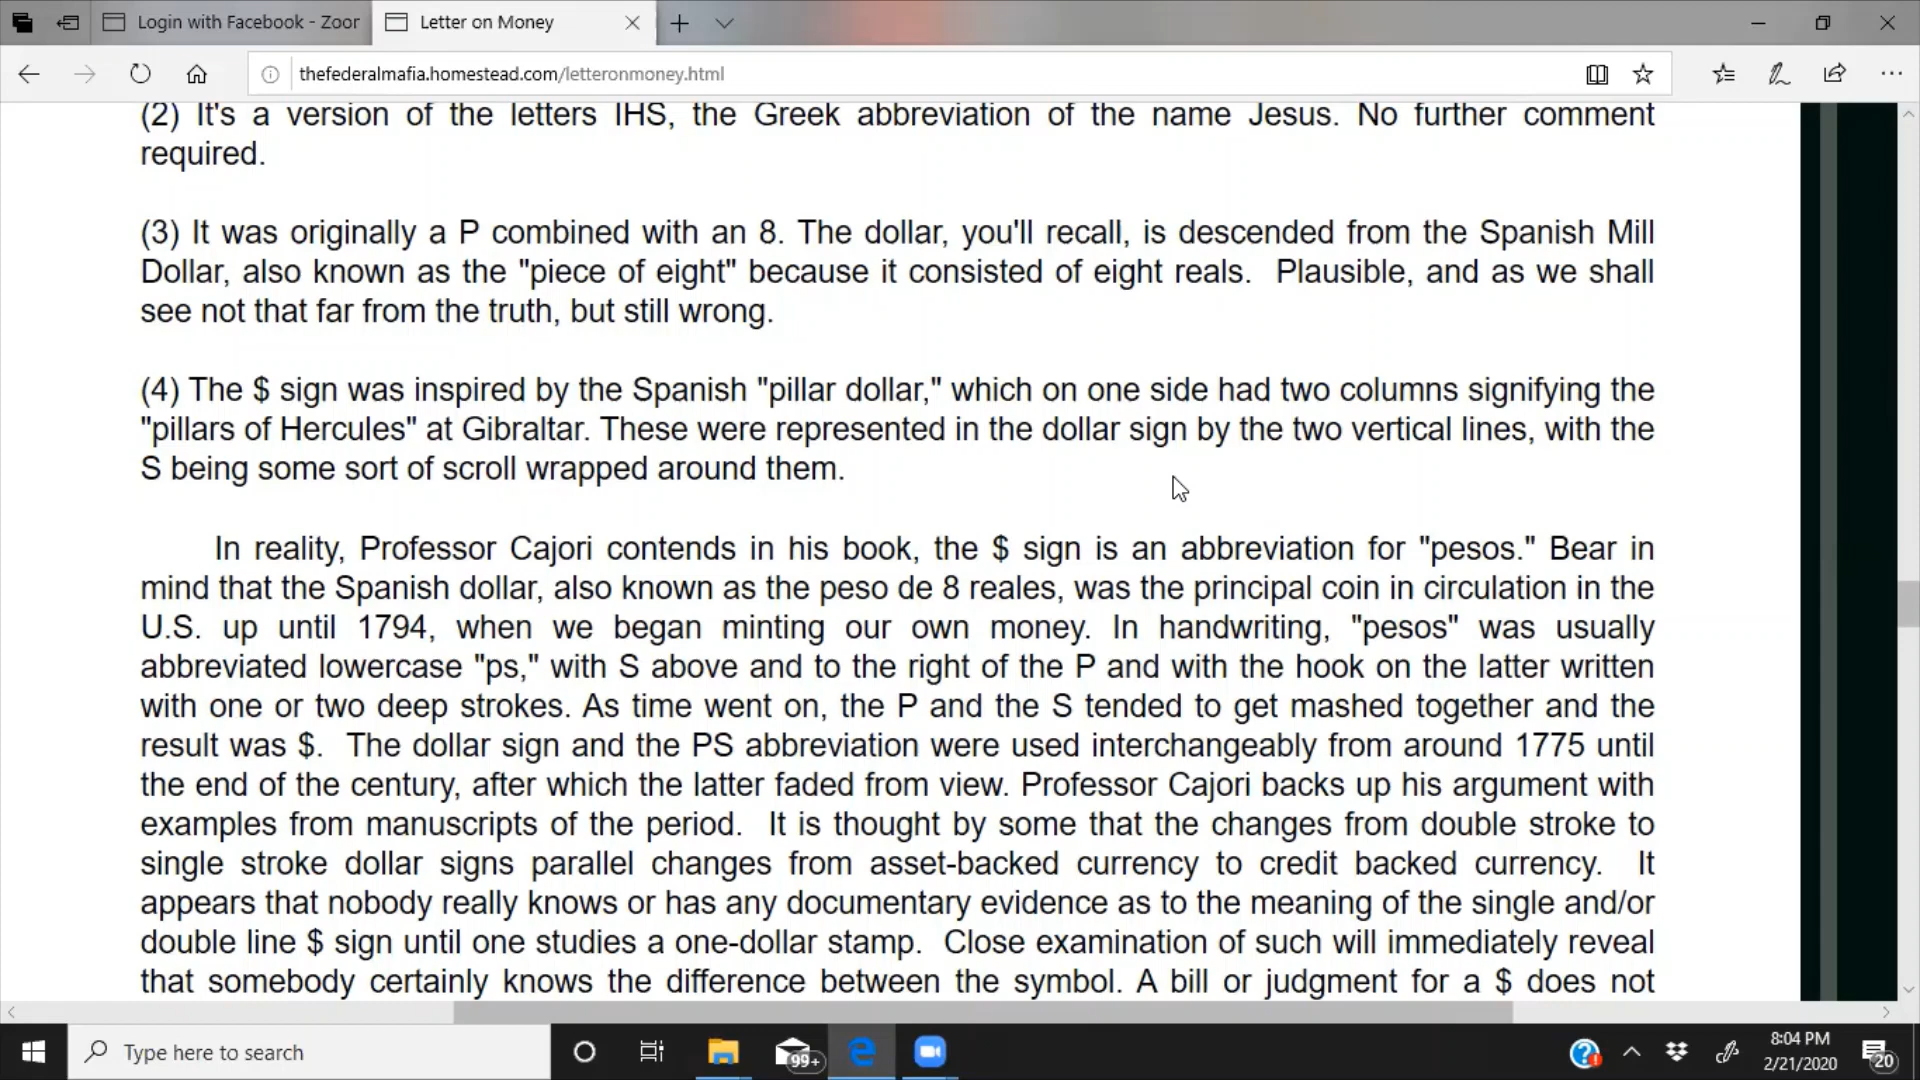 Login with Facebook - Zoor
Letter on Money
thefederalmafia.homestead.com/letteronmoney.html
(2) It's a version of the letters IHS, the Greek abbreviation of the name Jesus. No further comment
required.
(3) It was originally a P combined with an 8. The dollar, you'll recall, is descended from the Spanish Mill
Dollar, also known as the "piece of eight" because it consisted of eight reals. Plausible, and as we shall
see not that far from the truth, but still wrong.
(4) The $ sign was inspired by the Spanish "pillar dollar," which on one side had two columns signifying the
"pillars of Hercules" at Gibraltar. These were represented in the dollar sign by the two vertical lines, with the
S being some sort of scroll wrapped around them.
In reality, Professor Cajori contends in his book, the $ sign is an abbreviation for "pesos." Bear in
mind that the Spanish dollar, also known as the peso de 8 reales, was the principal coin in circulation in the
U.S. up until 1794, when we began minting our own money. In handwriting, "pesos" was usually
abbreviated lowercase "ps," with S above and to the right of the P and with the hook on the latter written
with one or two deep strokes. As time went on, the P and the S tended to get mashed together and the
result was $. The dollar sign and the PS abbreviation were used interchangeably from around 1775 until
the end of the century, after which the latter faded from view. Professor Cajori backs up his argument with
examples from manuscripts of the period. It is thought by some that the changes from double stroke to
single stroke dollar signs parallel changes from asset-backed currency to credit backed currency. It
appears that nobody really knows or has any documentary evidence as to the meaning of the single and/or
double line $ sign until one studies a one-dollar stamp. Close examination of such will immediately reveal
that somebody certainly knows the difference between the symbol. A bill or judgment for a $ does not
Type here to search
99+
8:04 PM
2/21/2020
20